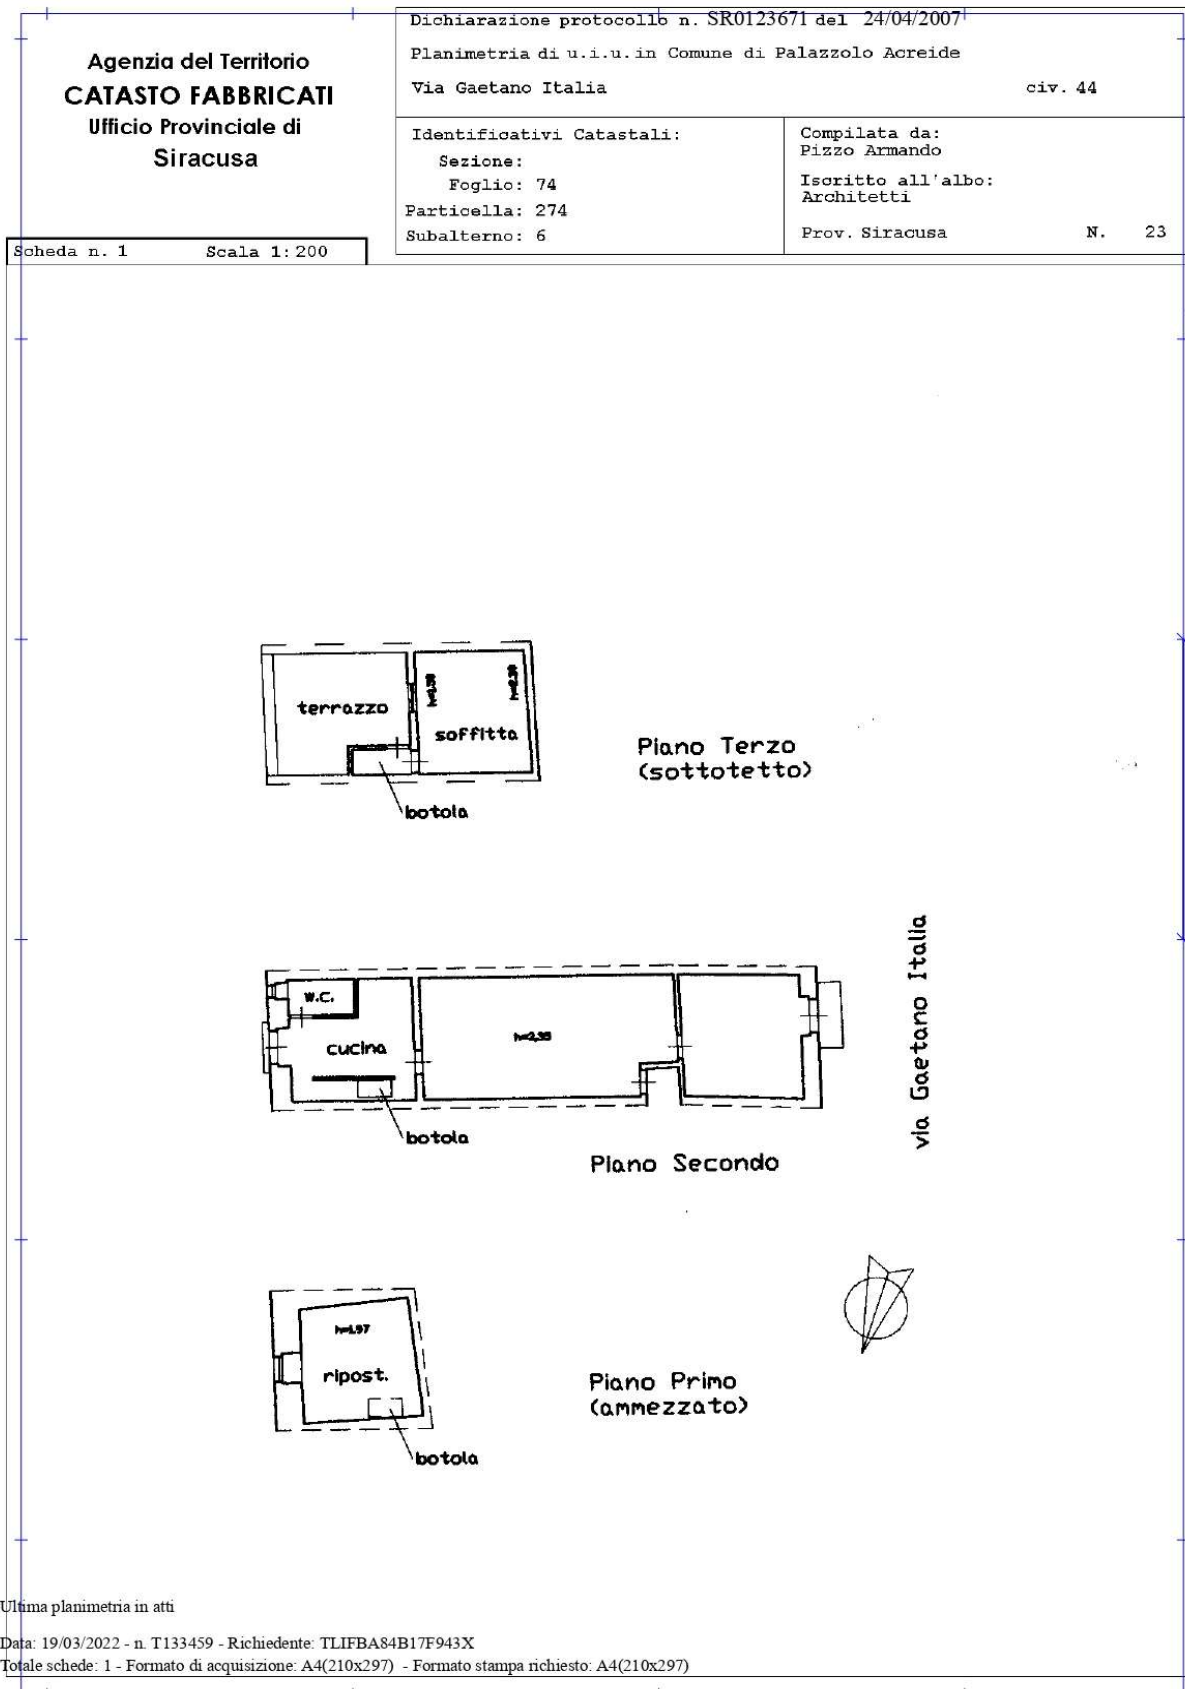 Agenzia del Territorio
CATASTO FABBRICATI
Ufficio Provinciale di
Siracusa
Scheda n. 1 Scala 1:200
Dichiarazione protocollo n. SR0123671 del 24/04/2007
Planimetria di u.i.u. in Comune di Palazzolo Acreide
Via Gaetano Italia civ. 44
Identificativi Catastali:
Sezione:
Foglio: 74
Particella: 274
Subalterno: 6
Compilata da:
Pizzo Armando
Iscritto all'albo:
Architetti
Prov. Siracusa N. 23
terrazzo
soffitta
botola
Piano Terzo
(sottotetto)
w.c.
cucina
h=2,35
botola
via Gaetano Italia
Piano Secondo
h=1,97
ripost.
botola
Piano Primo
(ammezzato)
Ultima planimetria in atti
Data: 19/03/2022 - n. T133459 - Richiedente: TLIFBA84B17F943X
Totale schede: 1 - Formato di acquisizione: A4(210x297) - Formato stampa richiesto: A4(210x297)